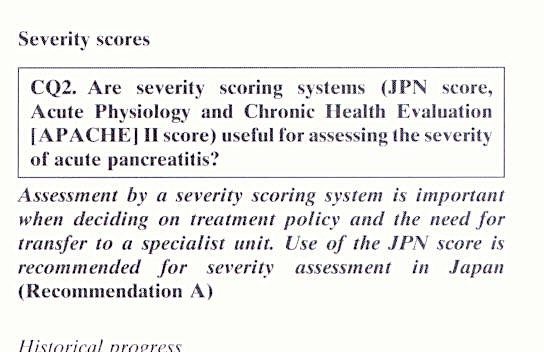 Severity scores
CQ2. Are severity scoring systems (JPN score,
Acute Physiology and Chronic Health Evaluation
[APACHE] II score) useful for assessing the severity
of acute pancreatitis?
Assessment by a severity scoring system is important
when deciding on treatment policy and the need for
transfer to a specialist unit. Use of the JPN score is
recommended for severity assessment in Japan
(Recommendation A)
Historical progress